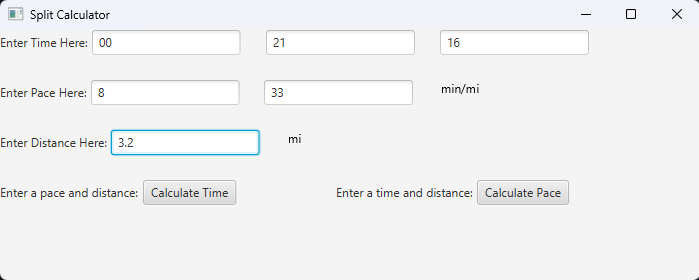 Split Calculator
Enter Time Here: 00 21 16
Enter Pace Here: 8 33 min/mi
Enter Distance Here: 3.2 mi
Enter a pace and distance: Calculate Time Enter a time and distance: Calculate Pace